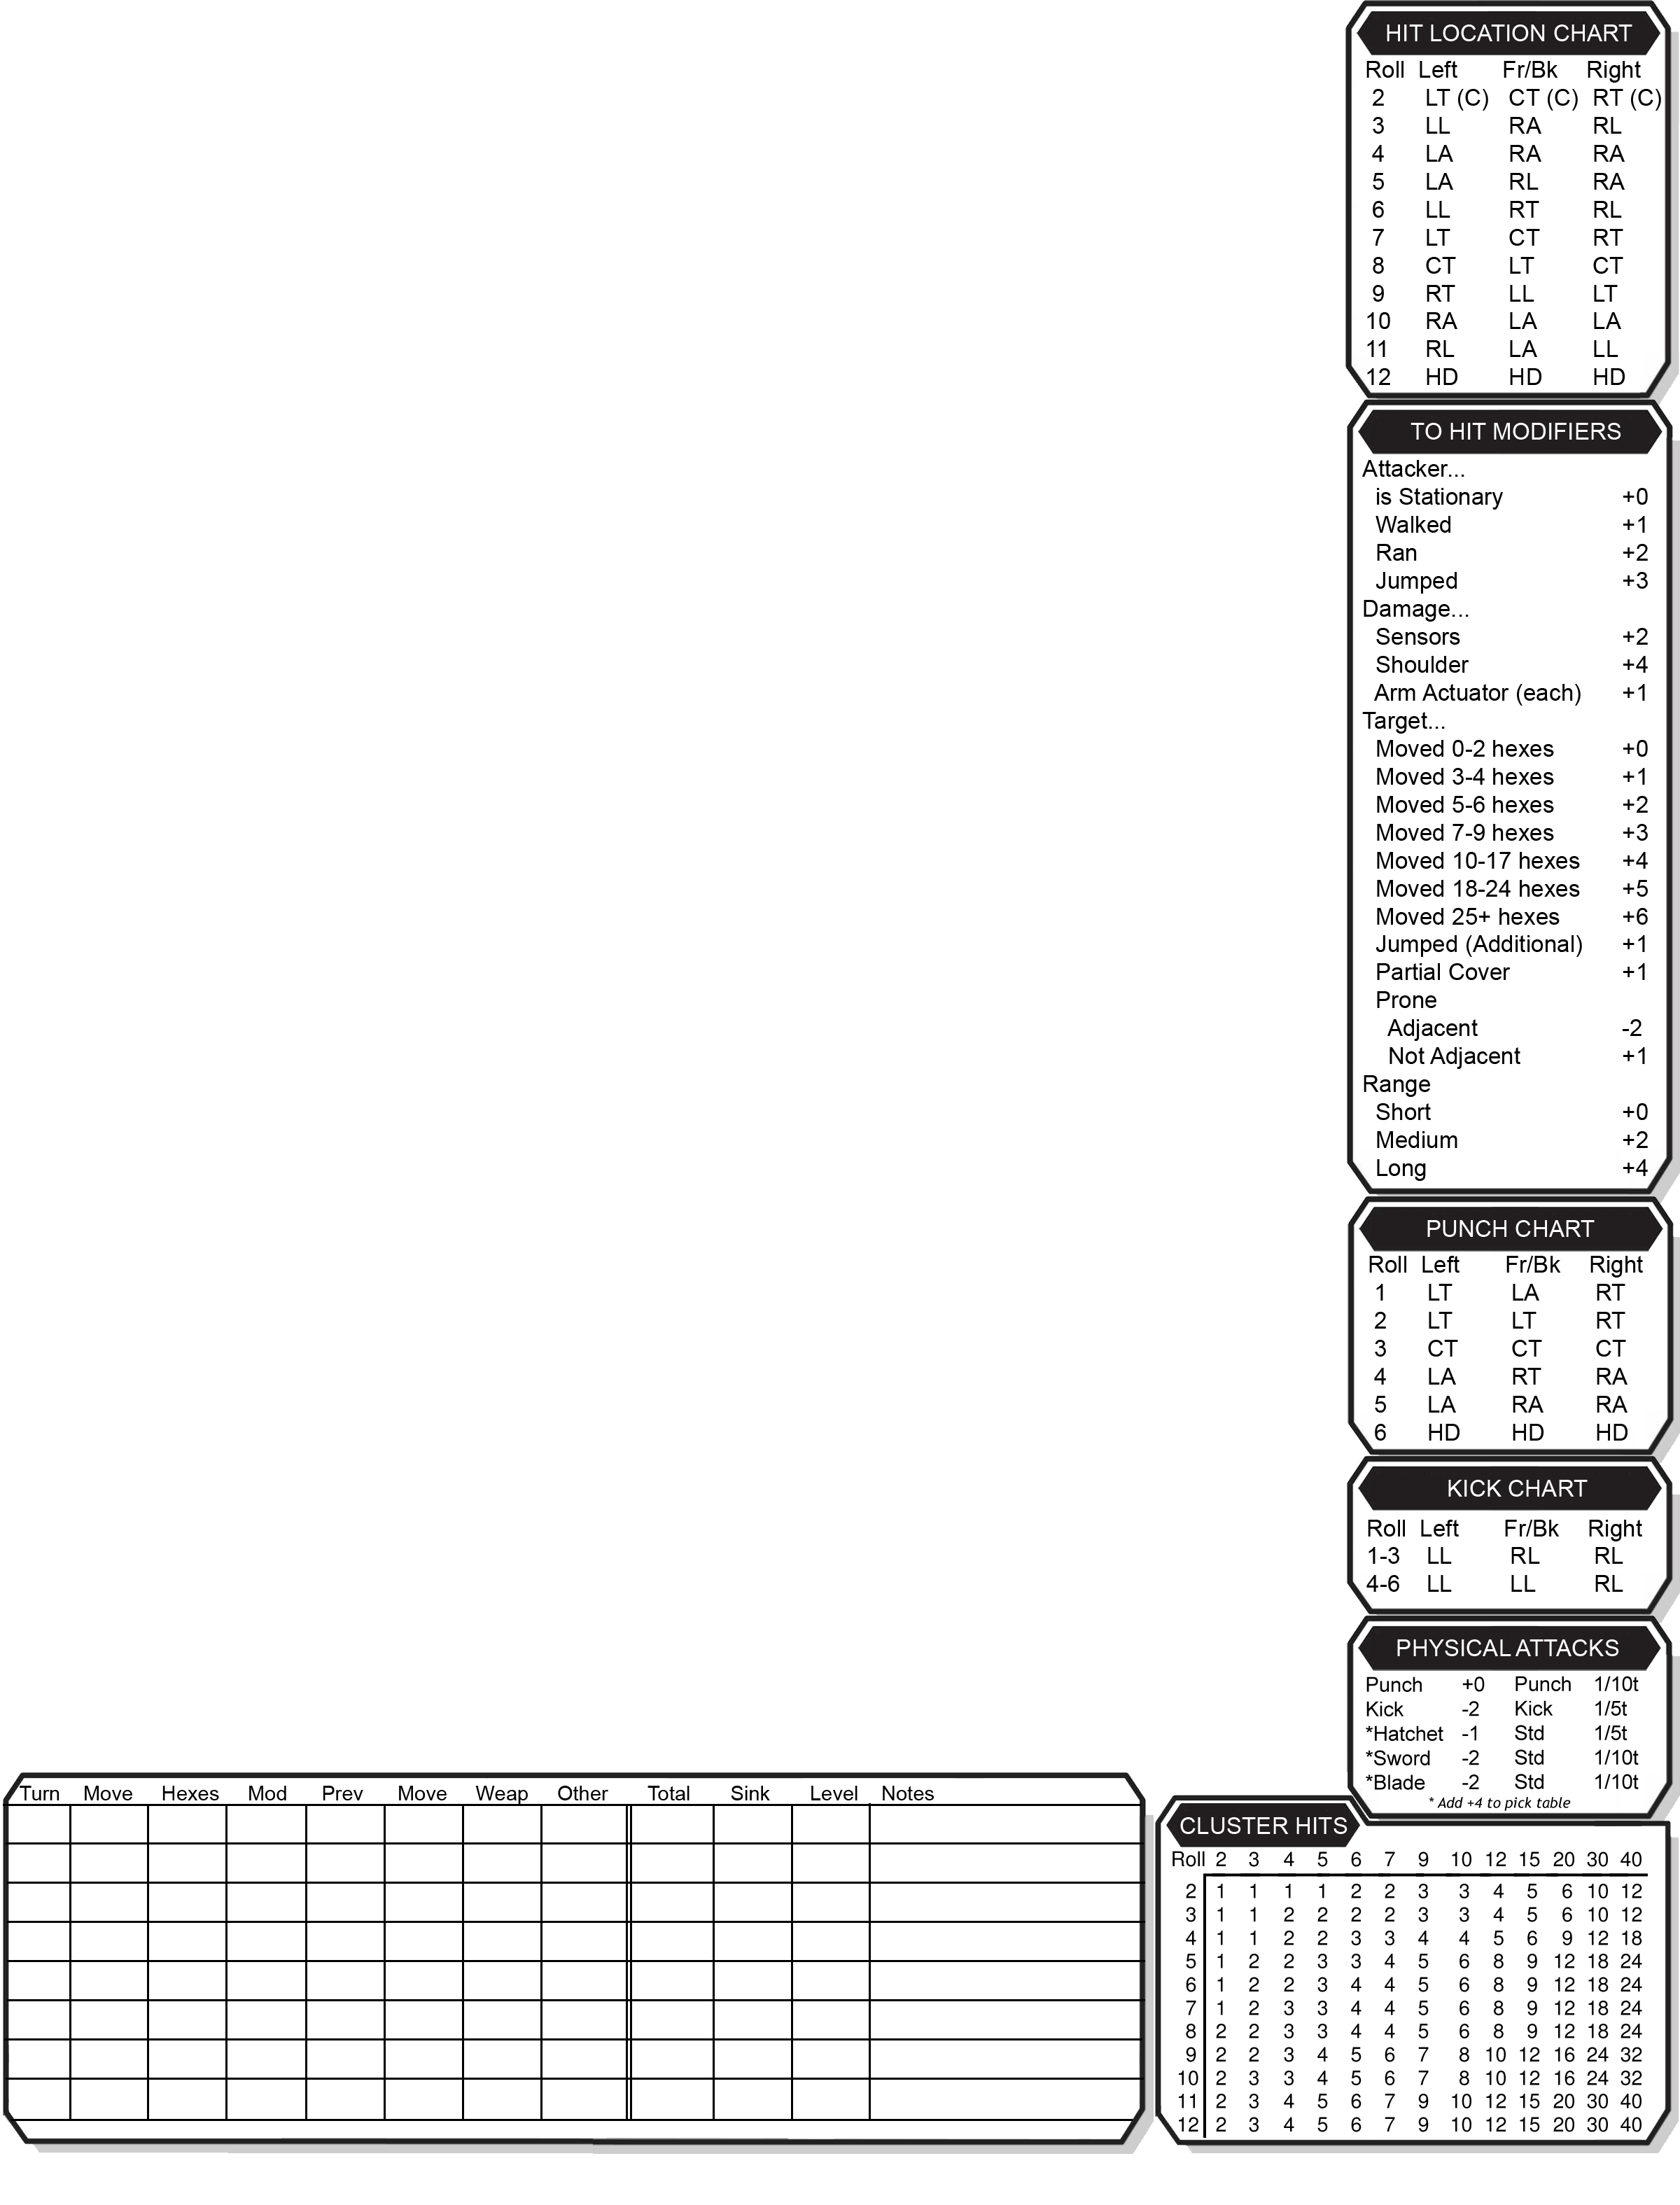 HIT LOCATION CHART
Roll Left Fr/Bk Right
2 LT (C) CT (C) RT (C)
3 LL RA RL
4 LA RA RA
5 LA RL RA
6 LL RT RL
7 LT CT RT
8 CT LT CT
9 RT LL LT
10 RA LA LA
11 RL LA LL
12 HD HD HD
TO HIT MODIFIERS
Attacker...
is Stationary +0
Walked +1
Ran +2
Jumped +3
Damage...
Sensors +2
Shoulder +4
Arm Actuator (each) +1
Target...
Moved 0-2 hexes +0
Moved 3-4 hexes +1
Moved 5-6 hexes +2
Moved 7-9 hexes +3
Moved 10-17 hexes +4
Moved 18-24 hexes +5
Moved 25+ hexes +6
Jumped (Additional) +1
Partial Cover +1
Prone
Adjacent -2
Not Adjacent +1
Range
Short +0
Medium +2
Long +4
PUNCH CHART
Roll Left Fr/Bk Right
1 LT LA RT
2 LT LT RT
3 CT CT CT
4 LA RT RA
5 LA RA RA
6 HD HD HD
KICK CHART
Roll Left Fr/Bk Right
1-3 LL RL RL
4-6 LL LL RL
PHYSICAL ATTACKS
Punch +0 Punch 1/10t
Kick -2 Kick 1/5t
*Hatchet -1 Std 1/5t
*Sword -2 Std 1/10t
*Blade -2 Std 1/10t
* Add +4 to pick table
Turn Move Hexes Mod Prev Move Weap Other Total Sink Level Notes
CLUSTER HITS
Roll 2 3 4 5 6 7 9 10 12 15 20 30 40
2 1 1 1 1 2 2 3 3 4 5 6 10 12
3 1 1 2 2 2 2 3 3 4 5 6 10 12
4 1 1 2 2 3 3 4 4 5 6 9 12 18
5 1 2 2 3 3 4 5 6 8 9 12 18 24
6 1 2 2 3 4 4 5 6 8 9 12 18 24
7 1 2 3 3 4 4 5 6 8 9 12 18 24
8 2 2 3 3 4 4 5 6 8 9 12 18 24
9 2 2 3 4 5 6 7 8 10 12 16 24 32
10 2 3 3 4 5 6 7 8 10 12 16 24 32
11 2 3 4 5 6 7 9 10 12 15 20 30 40
12 2 3 4 5 6 7 9 10 12 15 20 30 40